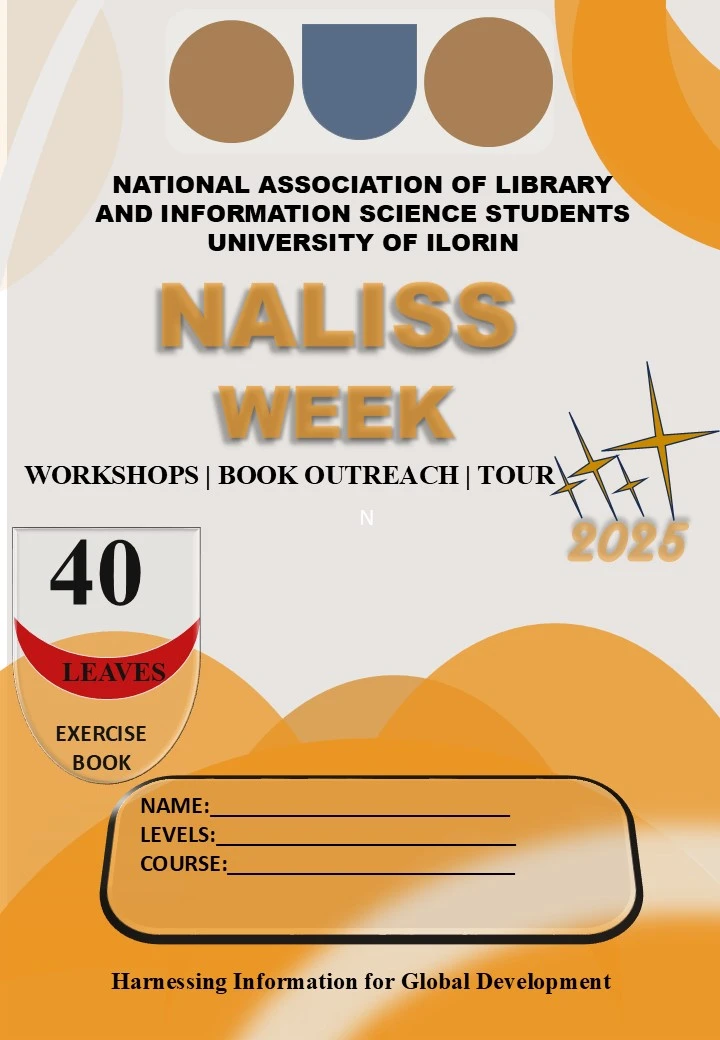 NATIONAL ASSOCIATION OF LIBRARY
AND INFORMATION SCIENCE STUDENTS
UNIVERSITY OF ILORIN
NALISS
WEEK
WORKSHOPS | BOOK OUTREACH | TOUR
N
2025
40
LEAVES
EXERCISE
BOOK
NAME:
LEVELS:
COURSE:
Harnessing Information for Global Development